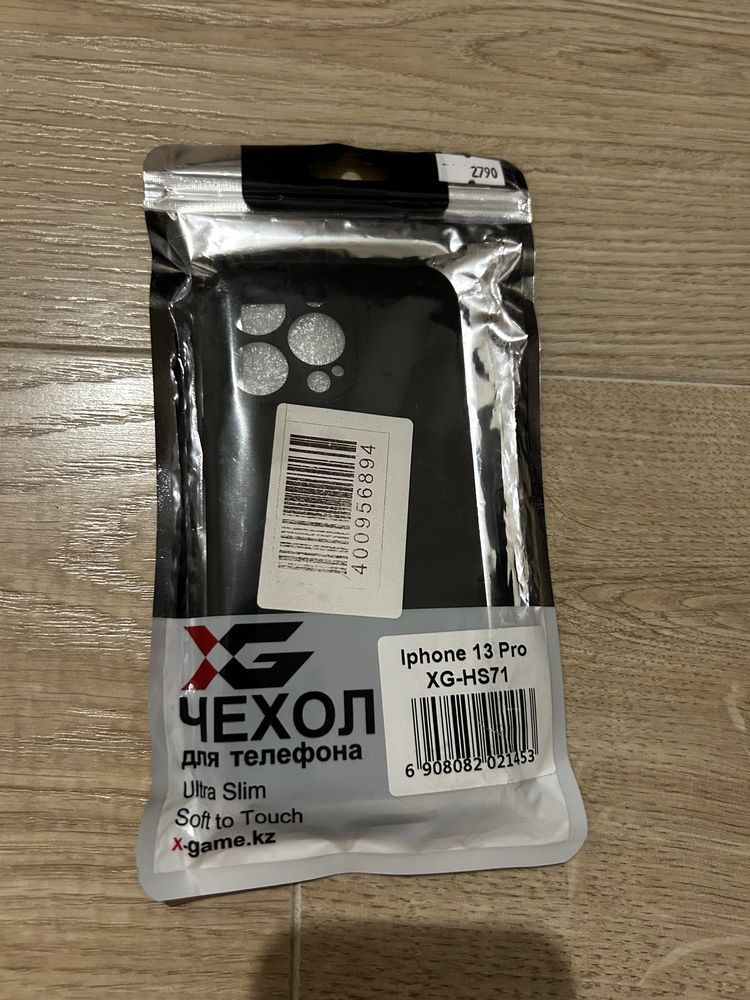 2790
400956894
XG
ЧЕХОЛ
для телефона
Ultra Slim
Soft to Touch
x-game.kz
Iphone 13 Pro
XG-HS71
6 908082 021453